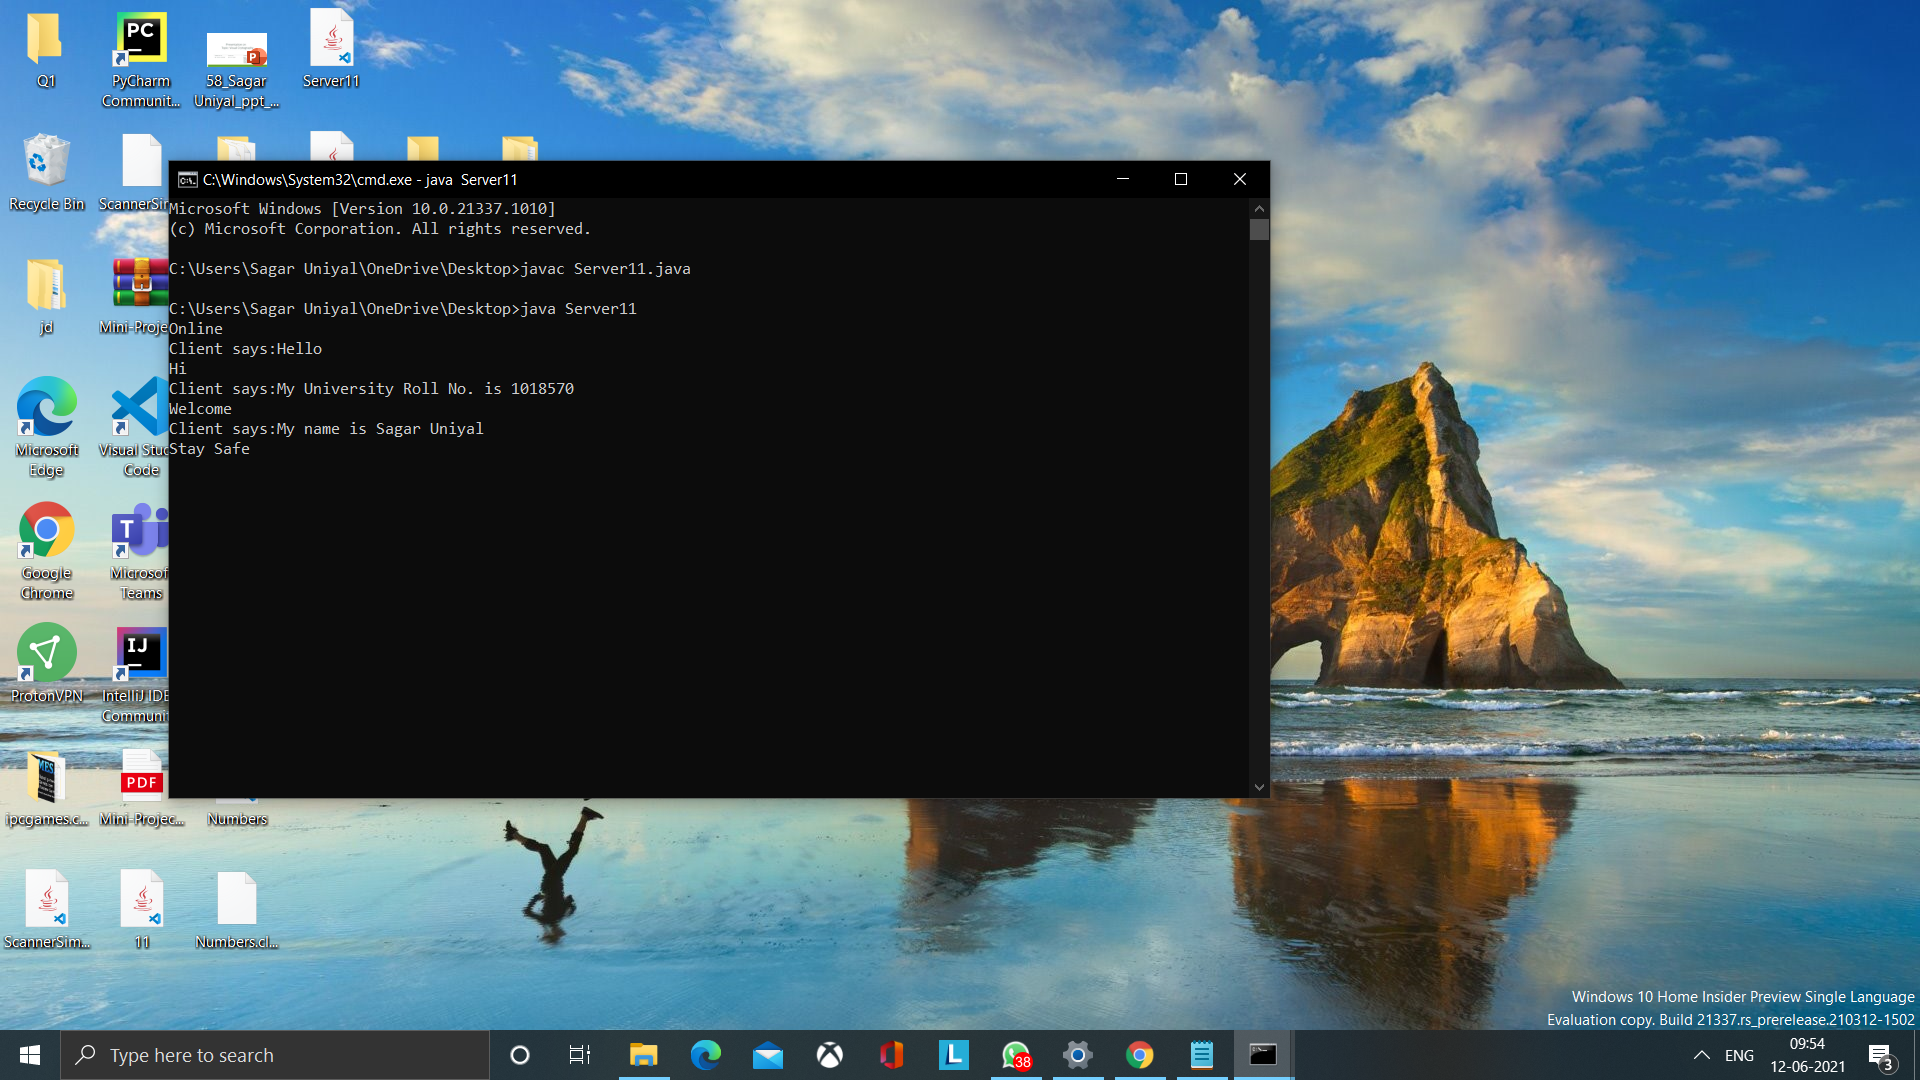 Q1
PC
PyCharm
Communit...
58_Sagar
Uniyal_ppt_...
Server11
Recycle Bin
ScannerSim
C:\Windows\System32\cmd.exe - java  Server11
Microsoft Windows [Version 10.0.21337.1010]
(c) Microsoft Corporation. All rights reserved.
C:\Users\Sagar Uniyal\OneDrive\Desktop>javac Server11.java
C:\Users\Sagar Uniyal\OneDrive\Desktop>java Server11
Online
Client says:Hello
Hi
Client says:My University Roll No. is 1018570
Welcome
Client says:My name is Sagar Uniyal
Stay Safe
jd
Mini-Proje
Microsoft
Edge
Visual Stud
Code
Google
Chrome
T
Microsof
Teams
ProtonVPN
IJ
IntelliJ IDE
Communit
ipcgames.c...
PDF
Mini-Projec...
Numbers
ScannerSim...
11
Numbers.cl...
Windows 10 Home Insider Preview Single Language
Evaluation copy. Build 21337.rs_prerelease.210312-1502
Type here to search
L
38
ENG
09:54
12-06-2021
3